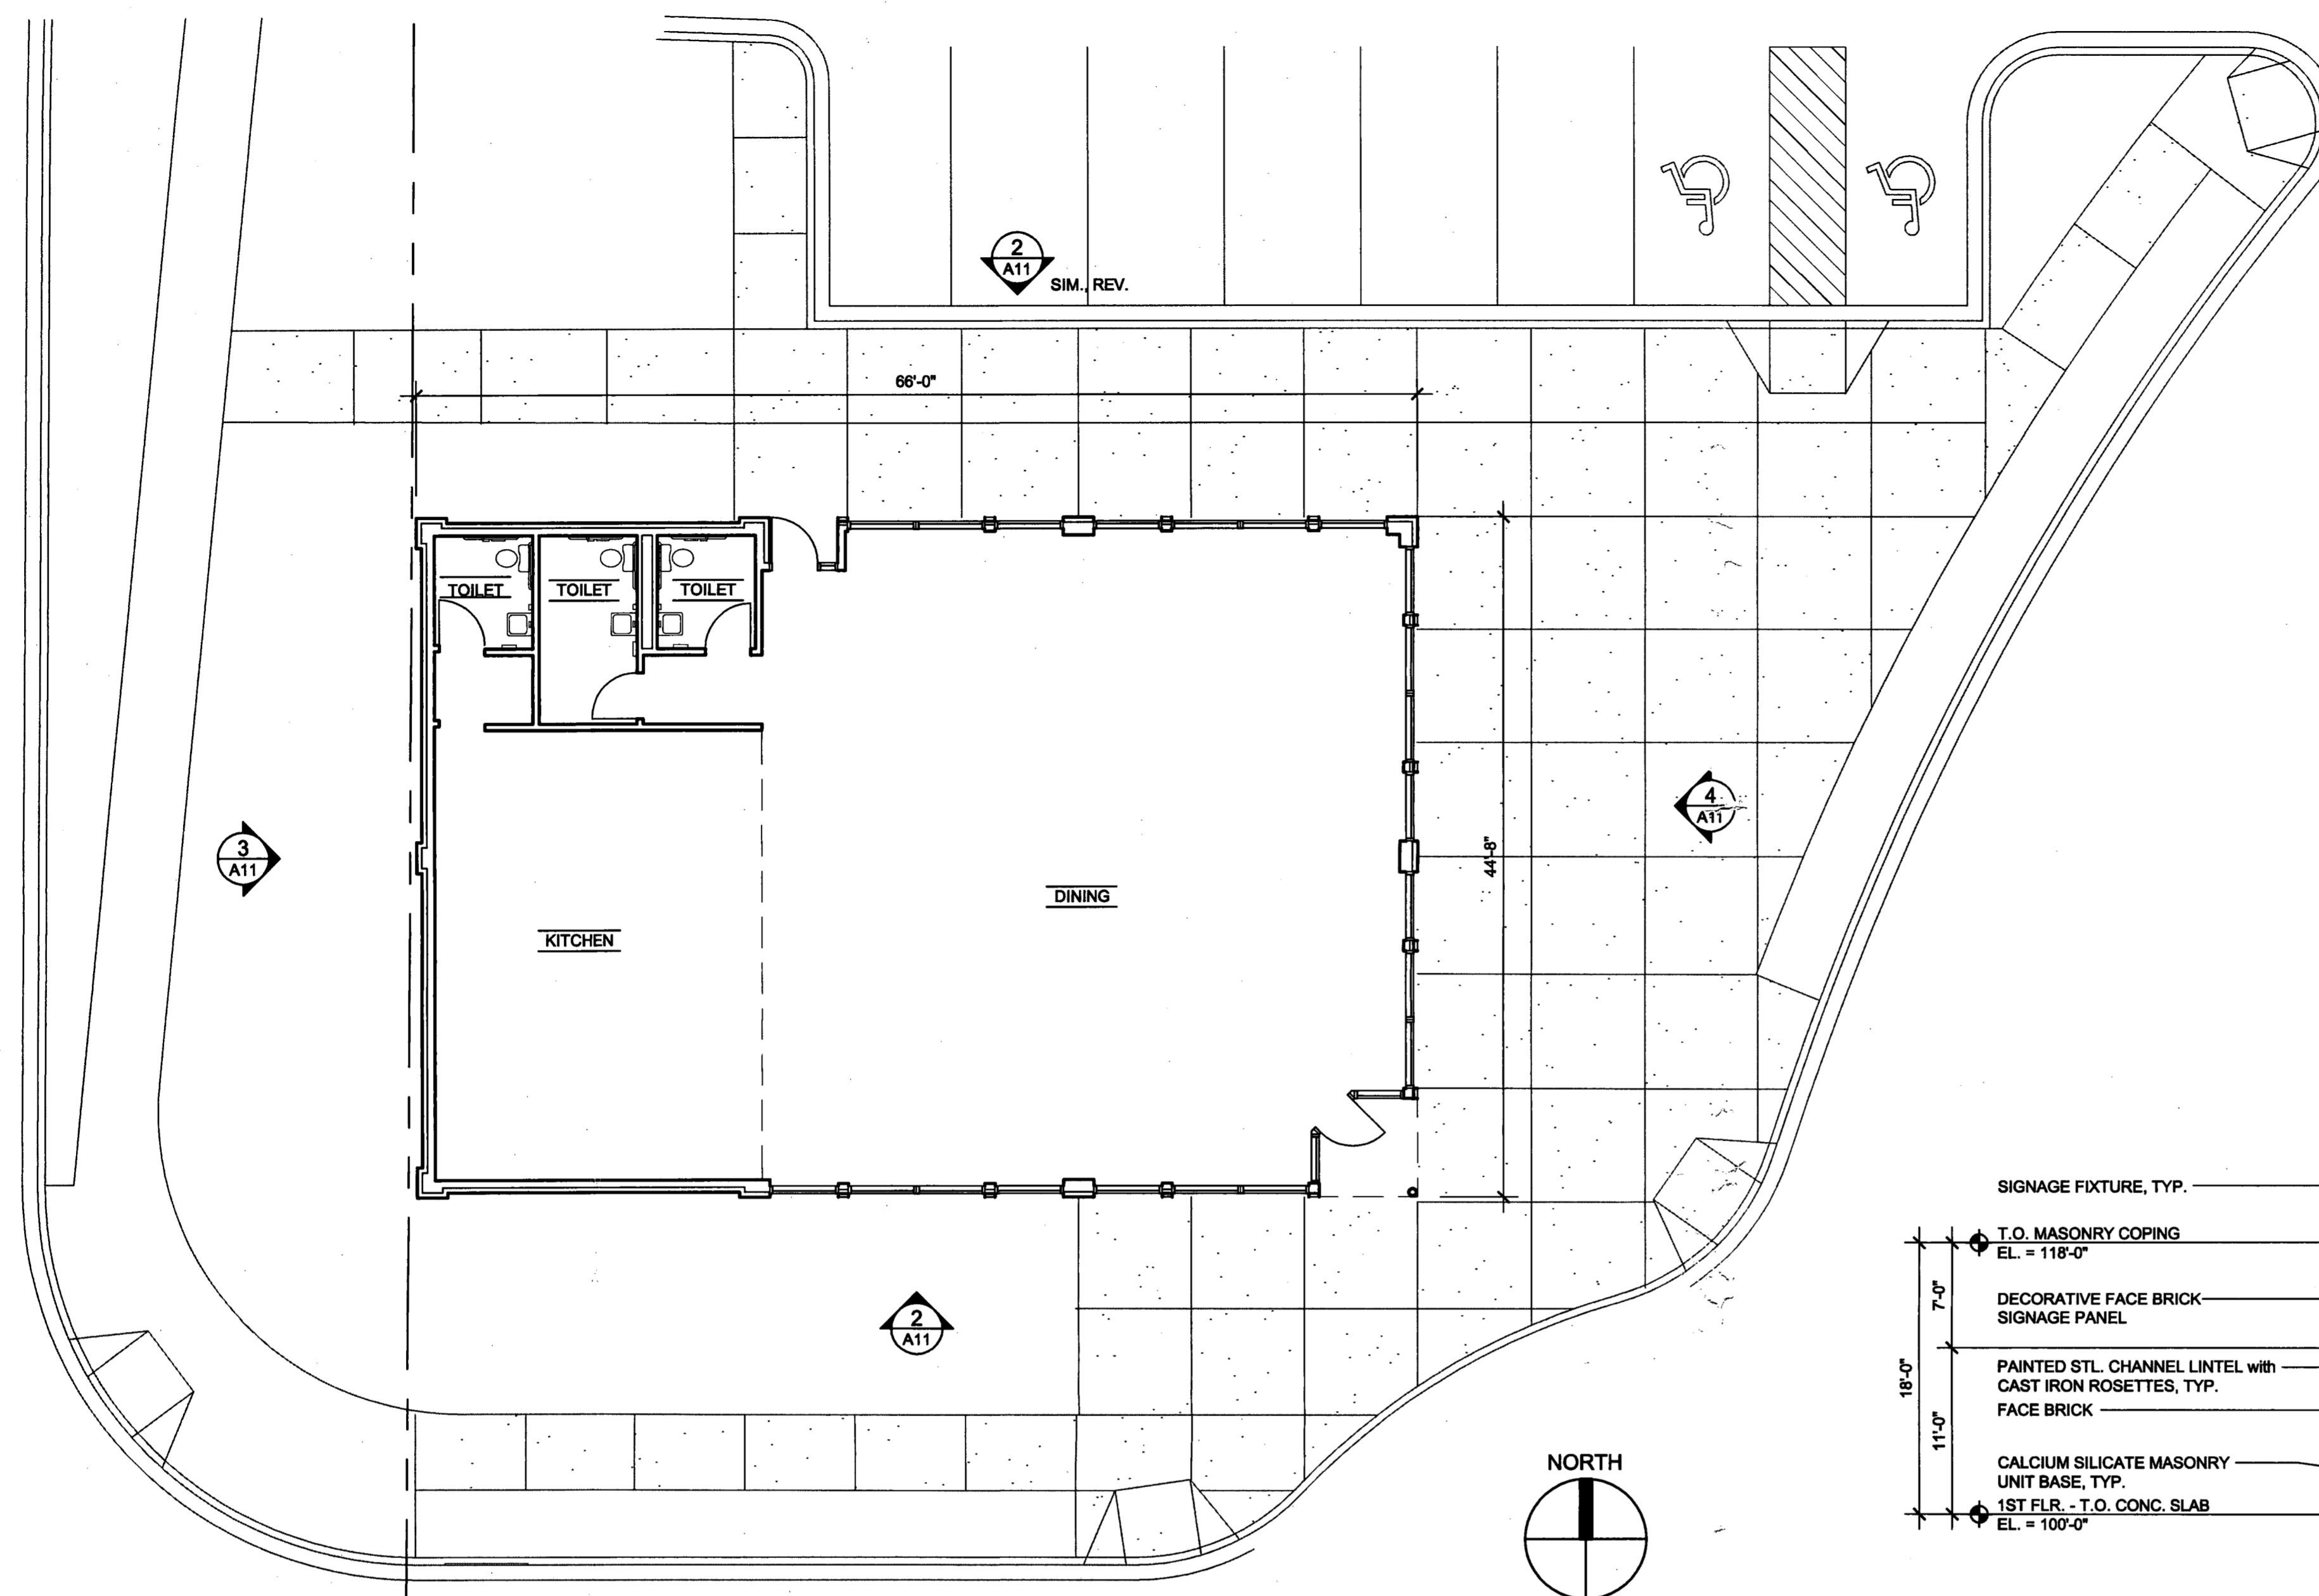 2
A11
SIM., REV.
66'-0"
TOILET
TOILET
TOILET
3
A11
4
A11
44'-8"
DINING
KITCHEN
2
A11
NORTH
SIGNAGE FIXTURE, TYP.
T.O. MASONRY COPING
EL. = 118'-0"
7'-0"
DECORATIVE FACE BRICK
SIGNAGE PANEL
18'-0"
PAINTED STL. CHANNEL LINTEL with
CAST IRON ROSETTES, TYP.
FACE BRICK
11'-0"
CALCIUM SILICATE MASONRY
UNIT BASE, TYP.
1ST FLR. - T.O. CONC. SLAB
EL. = 100'-0"